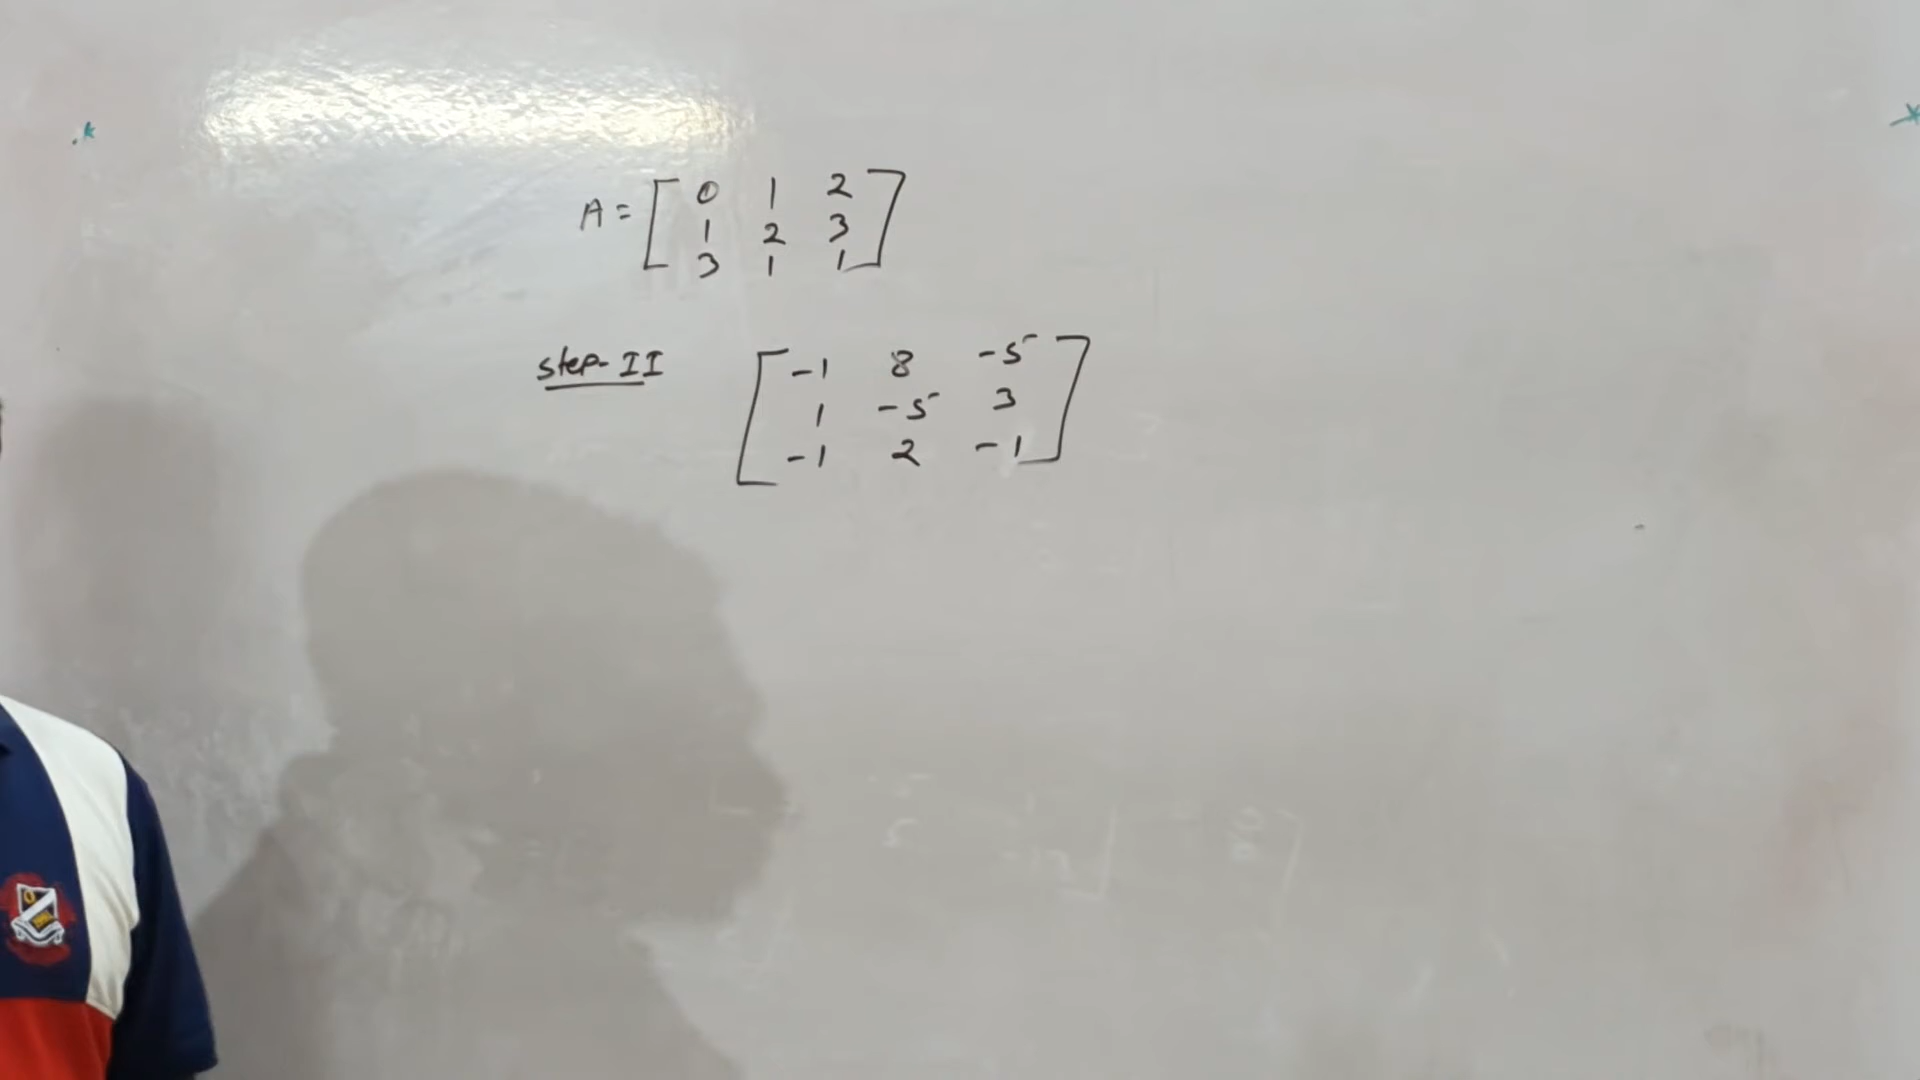 A = [ 0 1 2
1 2 3
3 1 1 ]
Step-II [ -1 8 -5
1 -5 3
-1 2 -1 ]